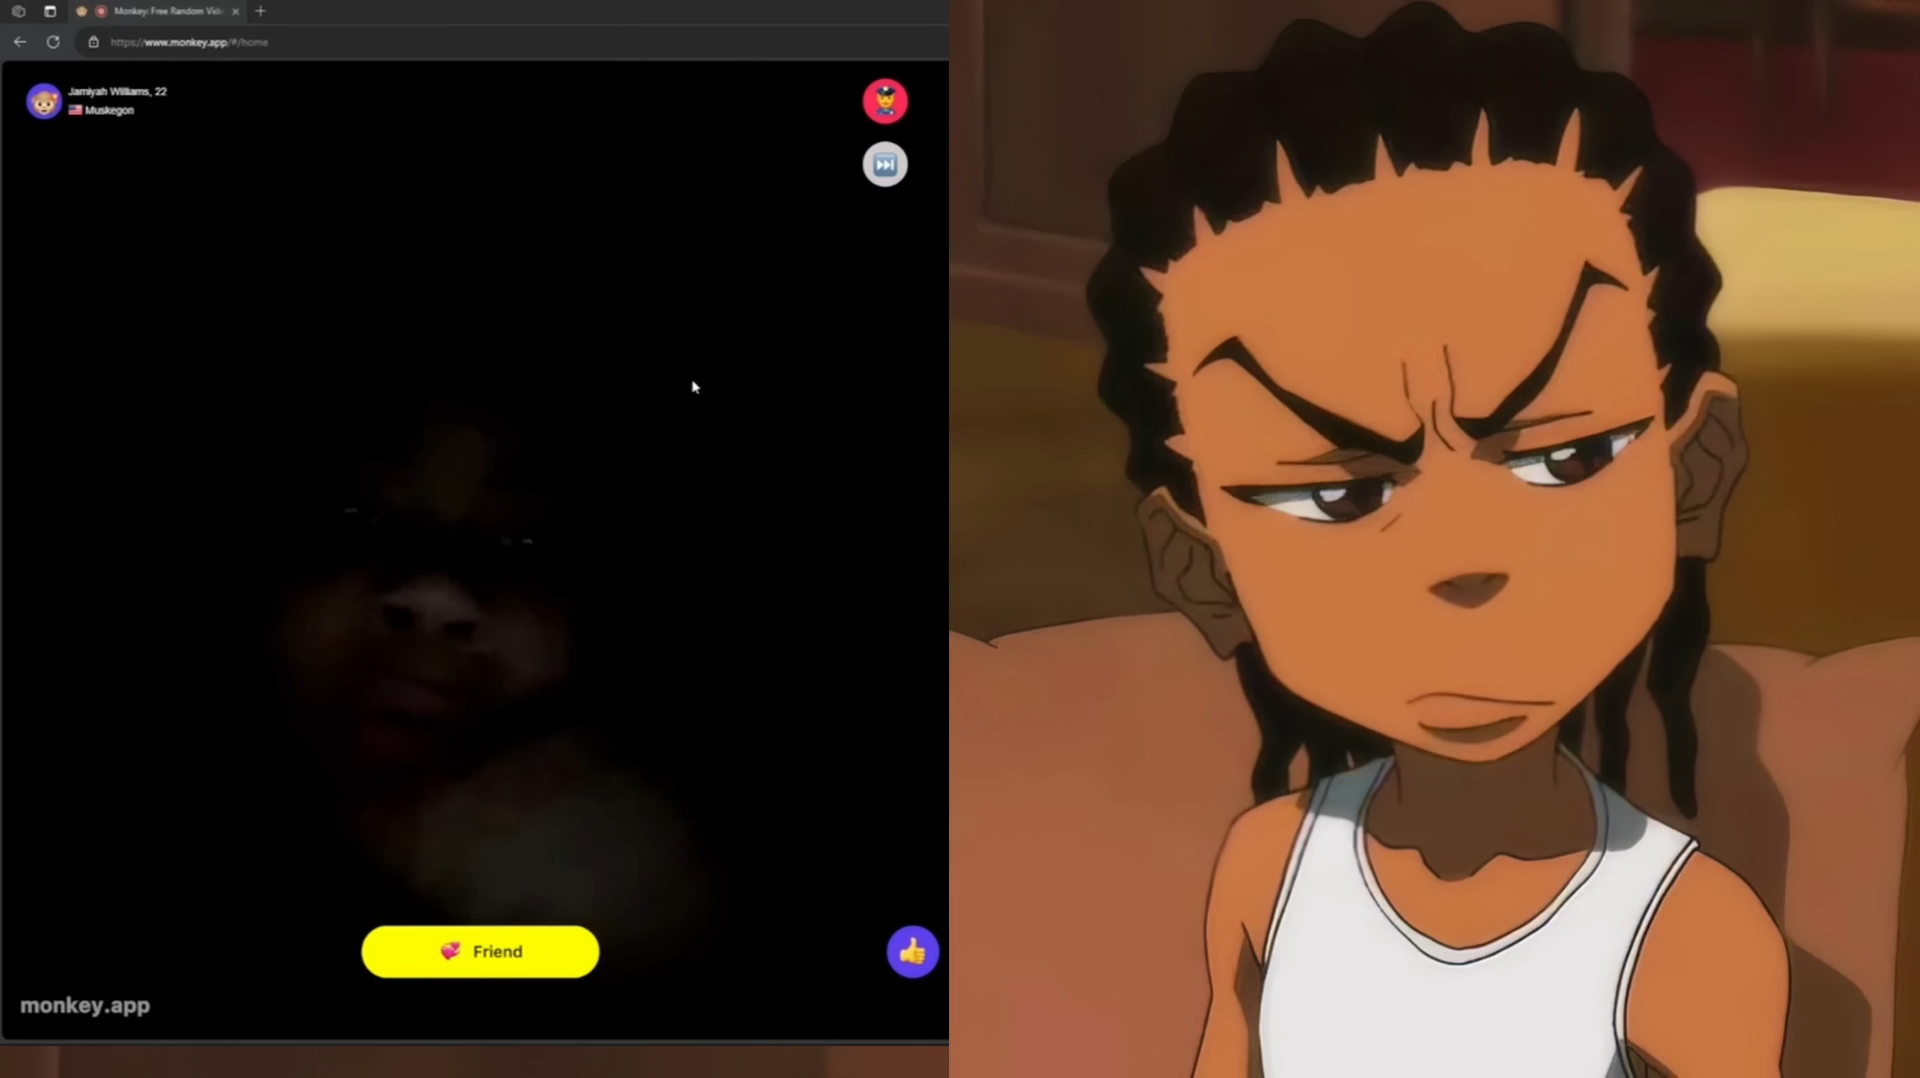 Monkey: Free Random Vid
https://www.monkey.app/#/home
Jamiyah Williams, 22
Muskegon
Friend
monkey.app